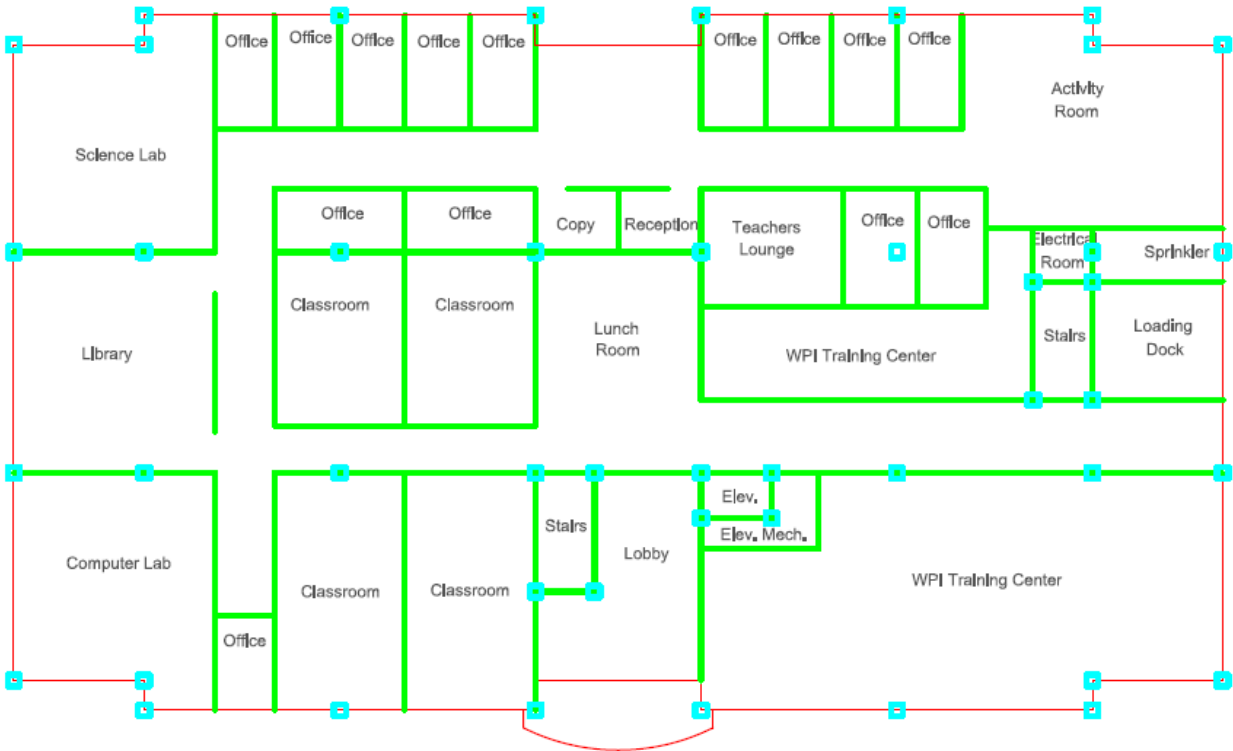 Office
Office
Office
Office
Office
Office
Office
Office
Office
Activity
Room
Science Lab
Office
Office
Copy
Reception
Teachers
Lounge
Office
Office
Electrical
Room
Sprinkler
Classroom
Classroom
Lunch
Room
Library
WPI Training Center
Stairs
Loading
Dock
Elev.
Stairs
Elev. Mech.
Lobby
Computer Lab
Classroom
Classroom
WPI Training Center
Office